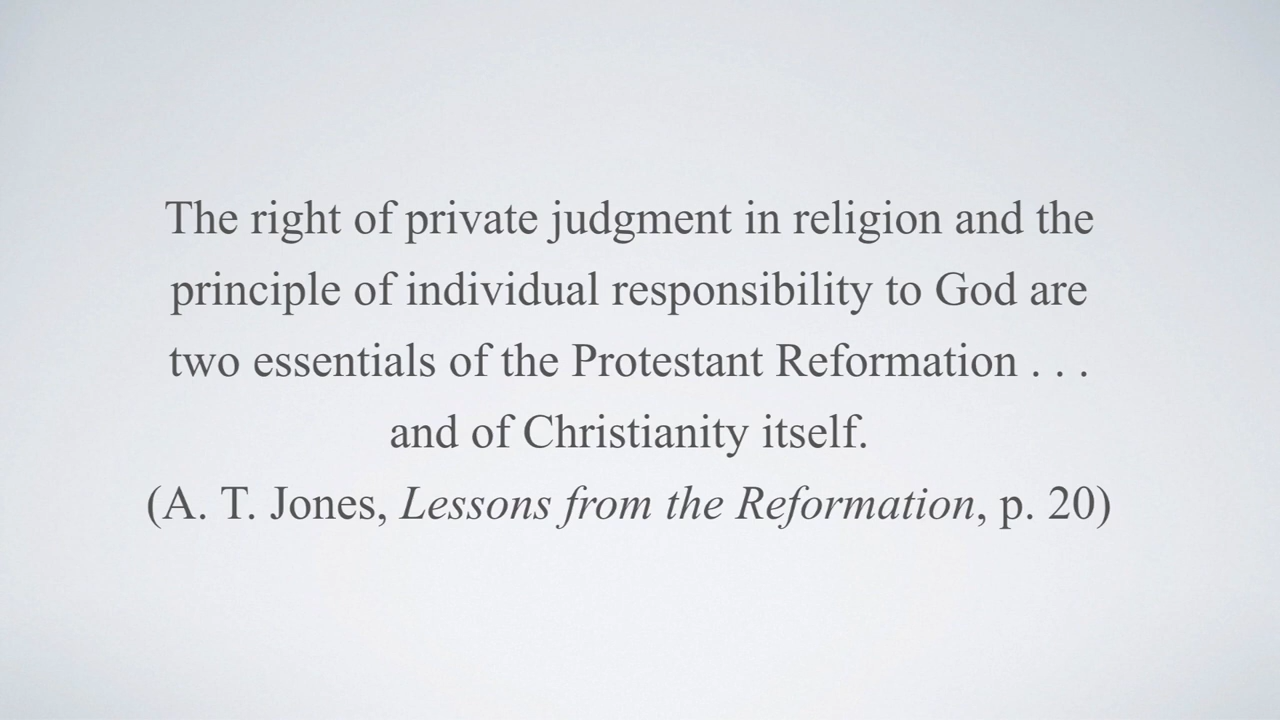 The right of private judgment in religion and the
principle of individual responsibility to God are
two essentials of the Protestant Reformation . . .
and of Christianity itself.
(A. T. Jones, Lessons from the Reformation, p. 20)